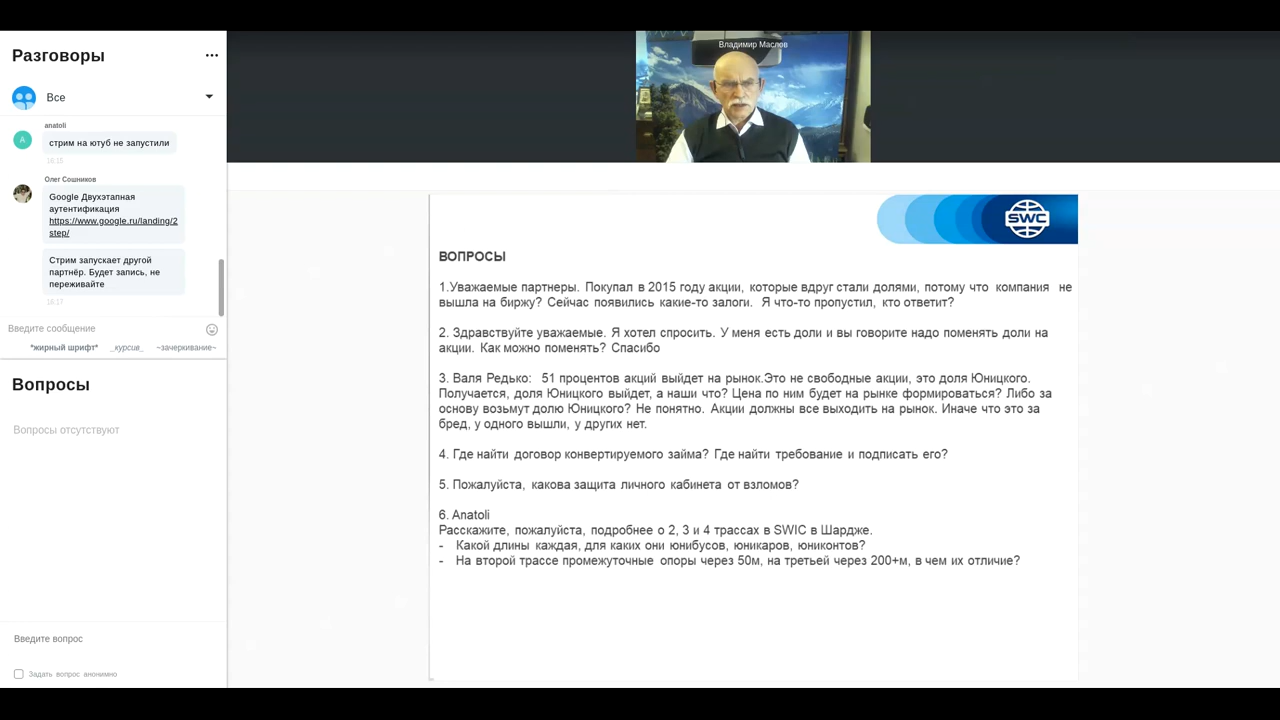 Разговоры
Все
anatoli
A
стрим на ютуб не запустили
16:15
Олег Сошников
Google Двухэтапная
аутентификация
https://www.google.ru/landing/2
step/
Стрим запускает другой
партнёр. Будет запись, не
переживайте
16:17
Введите сообщение
*жирный шрифт* _курсив_ ~зачеркивание~
Вопросы
Вопросы отсутствуют
Введите вопрос
Задать вопрос анонимно
Владимир Маслов
SWC
ВОПРОСЫ
1.Уважаемые партнеры. Покупал в 2015 году акции, которые вдруг стали долями, потому что компания не
вышла на биржу? Сейчас появились какие-то залоги. Я что-то пропустил, кто ответит?
2. Здравствуйте уважаемые. Я хотел спросить. У меня есть доли и вы говорите надо поменять доли на
акции. Как можно поменять? Спасибо
3. Валя Редько: 51 процентов акций выйдет на рынок.Это не свободные акции, это доля Юницкого.
Получается, доля Юницкого выйдет, а наши что? Цена по ним будет на рынке формироваться? Либо за
основу возьмут долю Юницкого? Не понятно. Акции должны все выходить на рынок. Иначе что это за
бред, у одного вышли, у других нет.
4. Где найти договор конвертируемого займа? Где найти требование и подписать его?
5. Пожалуйста, какова защита личного кабинета от взломов?
6. Anatoli
Расскажите, пожалуйста, подробнее о 2, 3 и 4 трассах в SWIC в Шардже.
- Какой длины каждая, для каких они юнибусов, юникаров, юниконтов?
- На второй трассе промежуточные опоры через 50м, на третьей через 200+м, в чем их отличие?